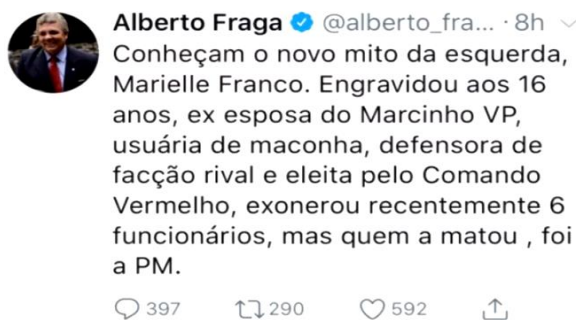 Alberto Fraga @alberto_fra... · 8h
Conheçam o novo mito da esquerda,
Marielle Franco. Engravidou aos 16
anos, ex esposa do Marcinho VP,
usuária de maconha, defensora de
facção rival e eleita pelo Comando
Vermelho, exonerou recentemente 6
funcionários, mas quem a matou , foi
a PM.
397 290 592